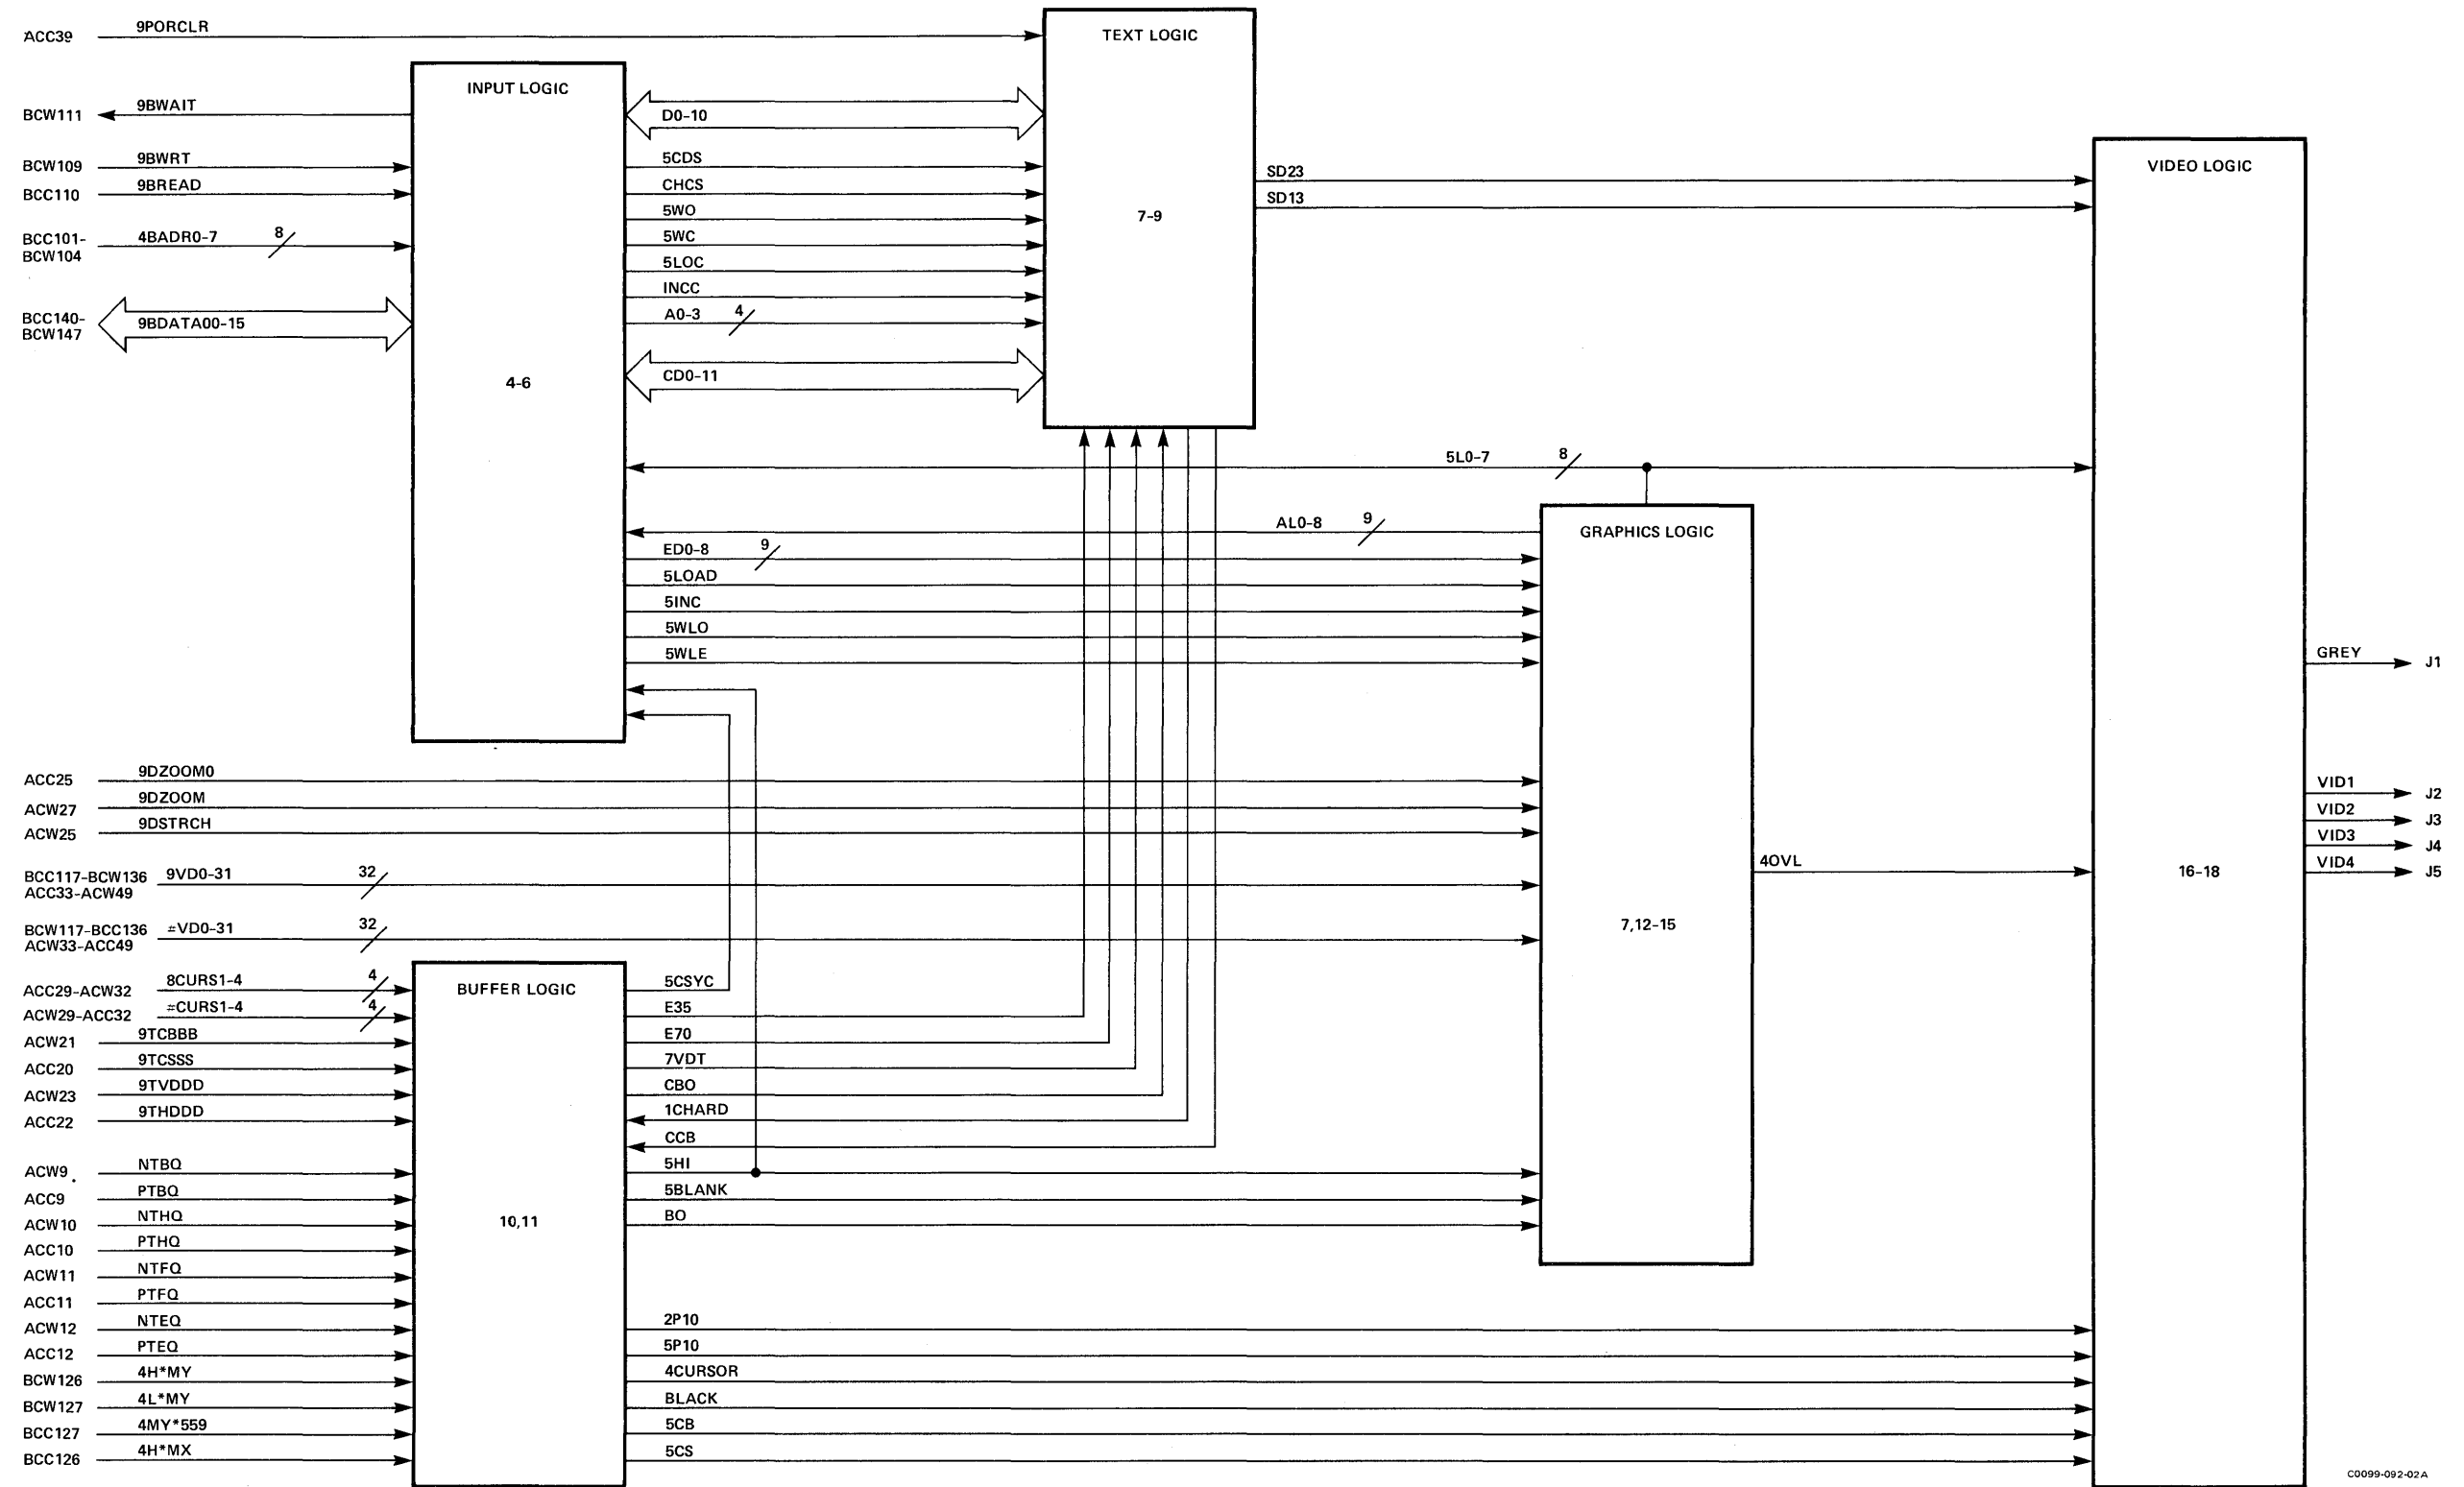 ACC39 9PORCLR
TEXT LOGIC
INPUT LOGIC
BCW111 9BWAIT
D0-10
BCW109 9BWRT
5CDS
SD23
VIDEO LOGIC
BCC110 9BREAD
CHCS
SD13
5WO
7-9
BCC101-
BCW104
4BADR0-7 8
5WC
5LOC
INCC
BCC140-
BCW147
9BDATA00-15
A0-3 4
4-6
CD0-11
5L0-7 8
AL0-8 9
GRAPHICS LOGIC
ED0-8 9
5LOAD
5INC
5WLO
5WLE
GREY J1
ACC25 9DZOOM0
ACW27 9DZOOM
ACW25 9DSTRCH
VID1 J2
VID2 J3
VID3 J4
VID4 J5
4OVL
16-18
BCC117-BCW136
ACC33-ACW49
9VD0-31 32
BCW117-BCC136
ACW33-ACC49
=VD0-31 32
7,12-15
BUFFER LOGIC
ACC29-ACW32 8CURS1-4 4
5CSYC
ACW29-ACC32 =CURS1-4 4
E35
ACW21 9TCBBB
E70
ACC20 9TCSSS
7VDT
ACW23 9TVDDD
CBO
ACC22 9THDDD
1CHARD
CCB
ACW9 NTBQ
5HI
ACC9 PTBQ
5BLANK
ACW10 NTHQ
10,11
BO
ACC10 PTHQ
ACW11 NTFQ
ACC11 PTFQ
ACW12 NTEQ
2P10
ACC12 PTEQ
5P10
BCW126 4H*MY
4CURSOR
BCW127 4L*MY
BLACK
BCC127 4MY*559
5CB
BCC126 4H*MX
5CS
C0099-092-02A